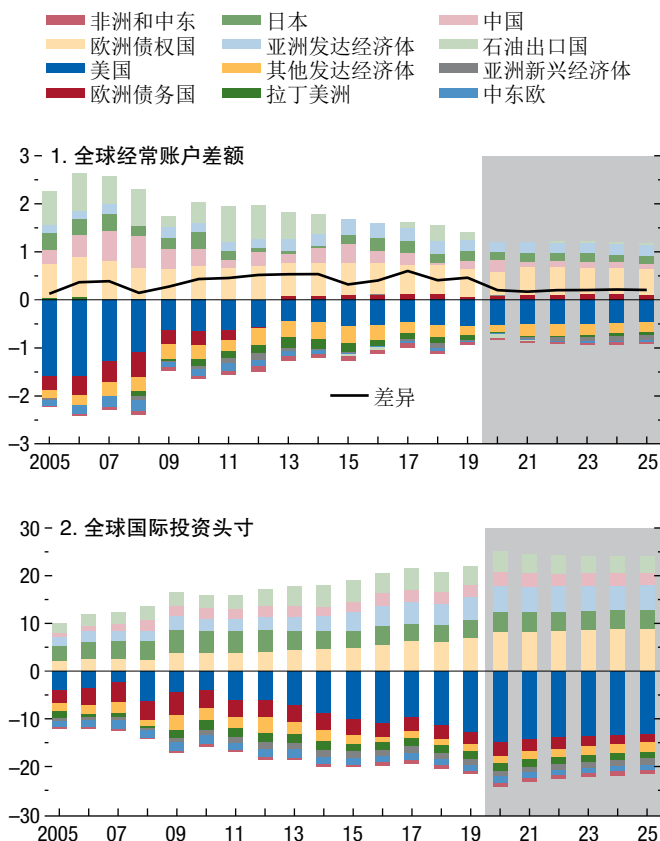 非洲和中东 日本 中国
欧洲债权国 亚洲发达经济体 石油出口国
美国 其他发达经济体 亚洲新兴经济体
欧洲债务国 拉丁美洲 中东欧
1. 全球经常账户差额
3
2
1
0
–1
–2
–3
差异
2005 07 09 11 13 15 17 19 21 23 25
2. 全球国际投资头寸
30
20
10
0
–10
–20
–30
2005 07 09 11 13 15 17 19 21 23 25